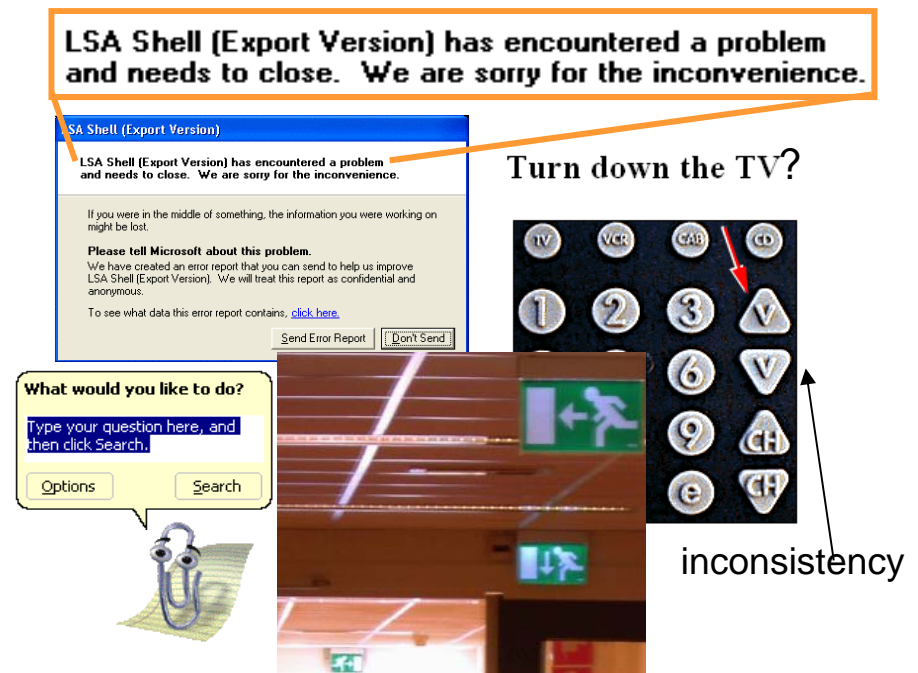 LSA Shell (Export Version) has encountered a problem
and needs to close. We are sorry for the inconvenience.
LSA Shell (Export Version)
LSA Shell (Export Version) has encountered a problem
and needs to close. We are sorry for the inconvenience.
If you were in the middle of something, the information you were working on
might be lost.
Please tell Microsoft about this problem.
We have created an error report that you can send to help us improve
LSA Shell (Export Version). We will treat this report as confidential and
anonymous.
To see what data this error report contains, click here.
Send Error Report Don't Send
Turn down the TV?
TV VCR CAB CD
1 2 3 V
6 V
9 CH
e CH
inconsistency
What would you like to do?
Type your question here, and
then click Search.
Options Search